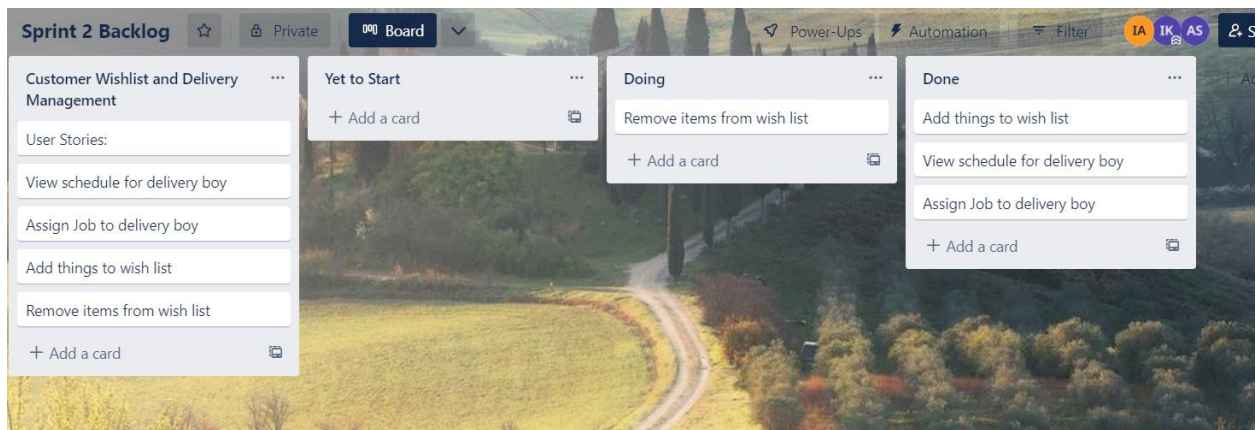 Sprint 2 Backlog
Private
Board
Power-Ups
Automation
Filter
IA
IK
AS
S
Customer Wishlist and Delivery
Management
User Stories:
View schedule for delivery boy
Assign Job to delivery boy
Add things to wish list
Remove items from wish list
+ Add a card
Yet to Start
+ Add a card
Doing
Remove items from wish list
+ Add a card
Done
Add things to wish list
View schedule for delivery boy
Assign Job to delivery boy
+ Add a card